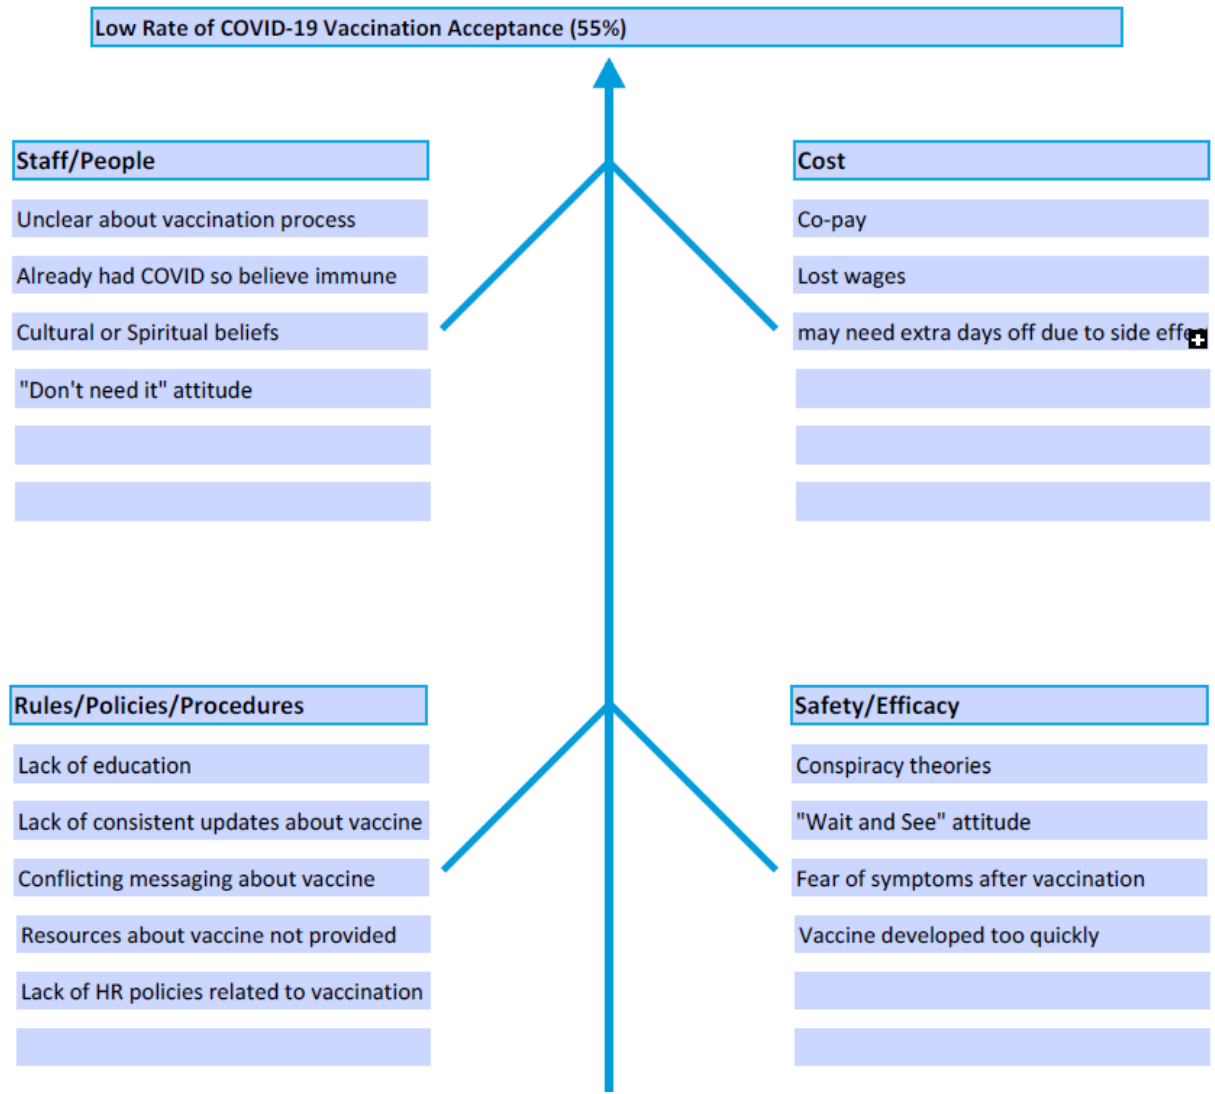 Low Rate of COVID-19 Vaccination Acceptance (55%)
Staff/People
Unclear about vaccination process
Already had COVID so believe immune
Cultural or Spiritual beliefs
"Don't need it" attitude
Cost
Co-pay
Lost wages
may need extra days off due to side
Rules/Policies/Procedures
Lack of education
Lack of consistent updates about vaccine
Conflicting messaging about vaccine
Resources about vaccine not provided
Lack of HR policies related to vaccination
Safety/Efficacy
Conspiracy theories
"Wait and See" attitude
Fear of symptoms after vaccination
Vaccine developed too quickly